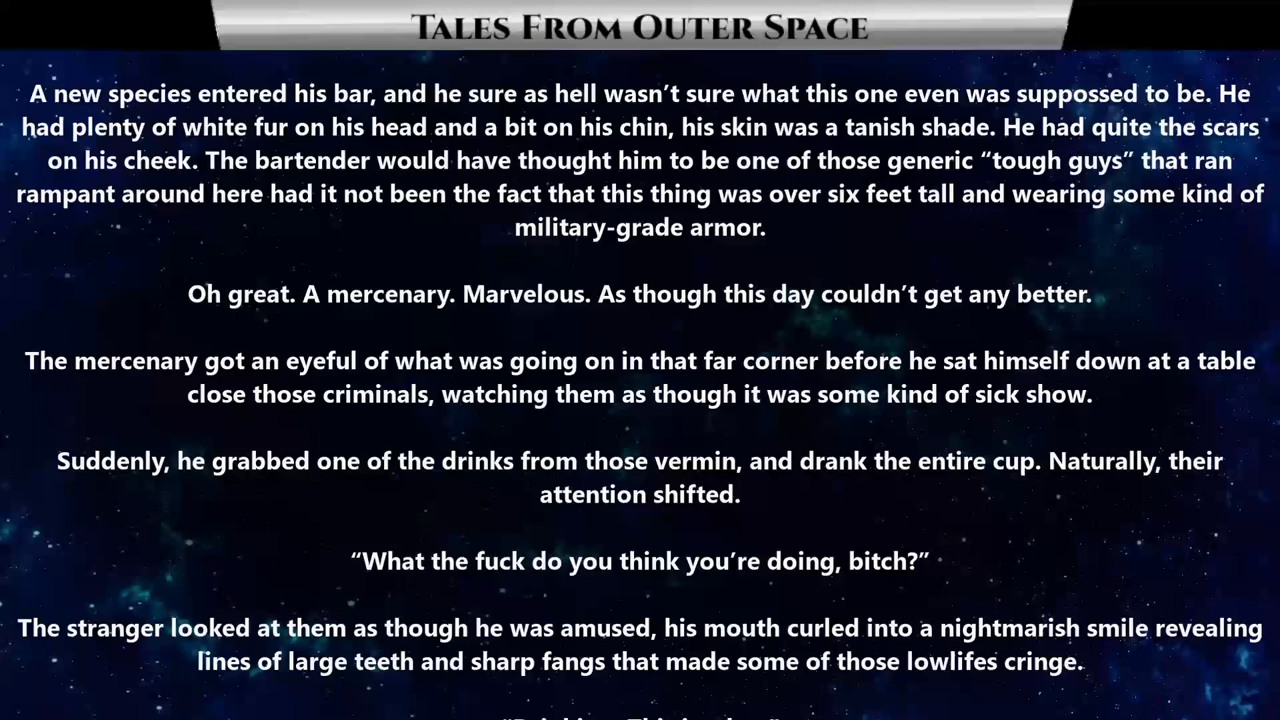 TALES FROM OUTER SPACE
A new species entered his bar, and he sure as hell wasn’t sure what this one even was suppossed to be. He
had plenty of white fur on his head and a bit on his chin, his skin was a tanish shade. He had quite the scars
on his cheek. The bartender would have thought him to be one of those generic “tough guys” that ran
rampant around here had it not been the fact that this thing was over six feet tall and wearing some kind of
military-grade armor.
Oh great. A mercenary. Marvelous. As though this day couldn’t get any better.
The mercenary got an eyeful of what was going on in that far corner before he sat himself down at a table
close those criminals, watching them as though it was some kind of sick show.
Suddenly, he grabbed one of the drinks from those vermin, and drank the entire cup. Naturally, their
attention shifted.
“What the fuck do you think you’re doing, bitch?”
The stranger looked at them as though he was amused, his mouth curled into a nightmarish smile revealing
lines of large teeth and sharp fangs that made some of those lowlifes cringe.